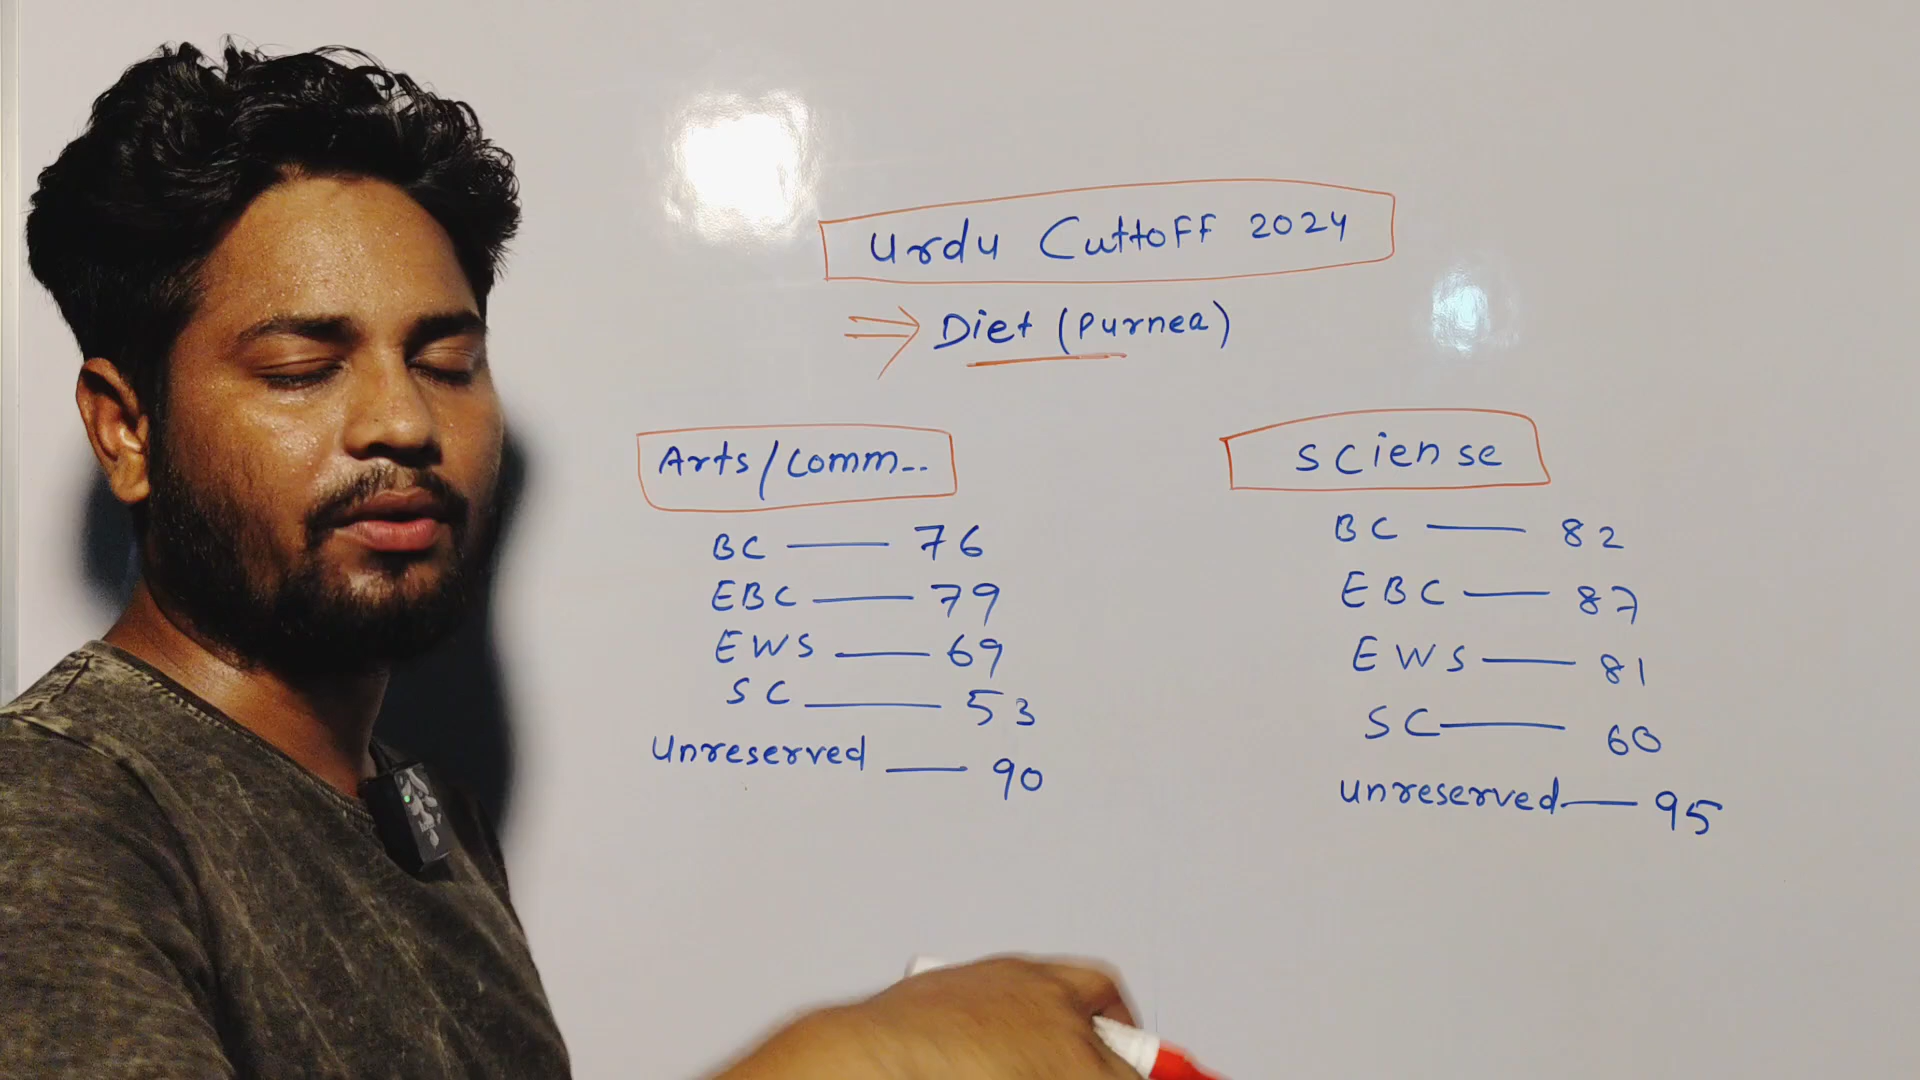 Urdu CuttoFF 2024
Diet (Purnea)
Arts/Comm..
BC — 76
EBC — 79
EWS — 69
SC — 53
Unreserved — 90
Sciense
BC — 82
EBC — 87
EWS — 81
SC — 60
Unreserved — 95